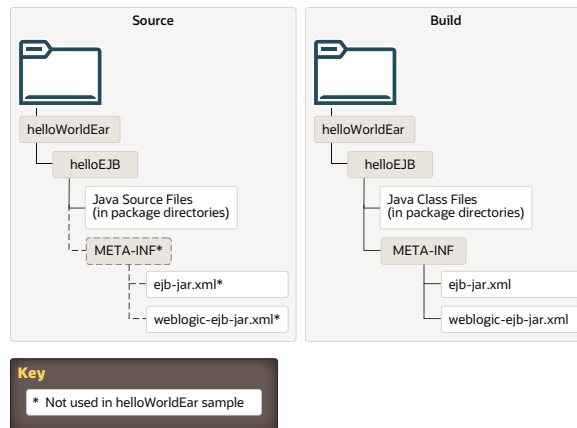 Source
helloWorldEar
helloEJB
Java Source Files
(in package directories)
META-INF*
ejb-jar.xml*
weblogic-ejb-jar.xml*
Build
helloWorldEar
helloEJB
Java Class Files
(in package directories)
META-INF
ejb-jar.xml
weblogic-ejb-jar.xml
Key
* Not used in helloWorldEar sample